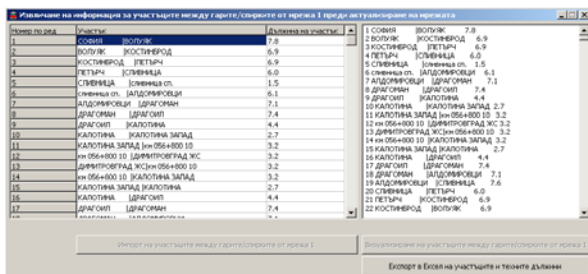 Извличане на информация за участъците между гарите/спирките от мрежа 1 преди актуализиране на мрежата
Номер по ред Участък Дължина на участъка
1 СОФИЯ |ВОЛУЯК 7.8
2 ВОЛУЯК |КОСТИНБРОД 6.9
3 КОСТИНБРОД |ПЕТЪРЧ 6.9
4 ПЕТЪРЧ |СЛИВНИЦА 6.0
5 СЛИВНИЦА |сливница сп. 1.5
6 сливница сп. |АЛДОМИРОВЦИ 6.1
7 АЛДОМИРОВЦИ |ДРАГОМАН 7.1
8 ДРАГОМАН |ДРАГОИЛ 7.4
9 ДРАГОИЛ |КАЛОТИНА 4.4
10 КАЛОТИНА |КАЛОТИНА ЗАПАД 2.7
11 КАЛОТИНА ЗАПАД |км 056+800 10 3.2
12 км 056+800 10 |ДИМИТРОВГРАД ЖС 3.2
13 ДИМИТРОВГРАД ЖС|км 056+800 10 3.2
14 км 056+800 10 |КАЛОТИНА ЗАПАД 3.2
15 КАЛОТИНА ЗАПАД |КАЛОТИНА 2.7
16 КАЛОТИНА |ДРАГОИЛ 4.4
17 ДРАГОИЛ |ДРАГОМАН 7.4
1 СОФИЯ |ВОЛУЯК 7.8
2 ВОЛУЯК |КОСТИНБРОД 6.9
3 КОСТИНБРОД |ПЕТЪРЧ 6.9
4 ПЕТЪРЧ |СЛИВНИЦА 6.0
5 СЛИВНИЦА |сливница сп. 1.5
6 сливница сп. |АЛДОМИРОВЦИ 6.1
7 АЛДОМИРОВЦИ |ДРАГОМАН 7.1
8 ДРАГОМАН |ДРАГОИЛ 7.4
9 ДРАГОИЛ |КАЛОТИНА 4.4
10 КАЛОТИНА |КАЛОТИНА ЗАПАД 2.7
11 КАЛОТИНА ЗАПАД |км 056+800 10 3.2
12 км 056+800 10 |ДИМИТРОВГРАД ЖС 3.2
13 ДИМИТРОВГРАД ЖС|км 056+800 10 3.2
14 км 056+800 10 |КАЛОТИНА ЗАПАД 3.2
15 КАЛОТИНА ЗАПАД |КАЛОТИНА 2.7
16 КАЛОТИНА |ДРАГОИЛ 4.4
17 ДРАГОИЛ |ДРАГОМАН 7.4
18 ДРАГОМАН |АЛДОМИРОВЦИ 7.1
19 АЛДОМИРОВЦИ |СЛИВНИЦА 7.6
20 СЛИВНИЦА |ПЕТЪРЧ 6.0
21 ПЕТЪРЧ |КОСТИНБРОД 6.9
22 КОСТИНБРОД |ВОЛУЯК 6.9
Импорт на участъците между гарите/спирките от мрежа 1
Визуализиране на участъците между гарите/спирките от мрежа 1
Експорт в Ексел на участъците и техните дължини